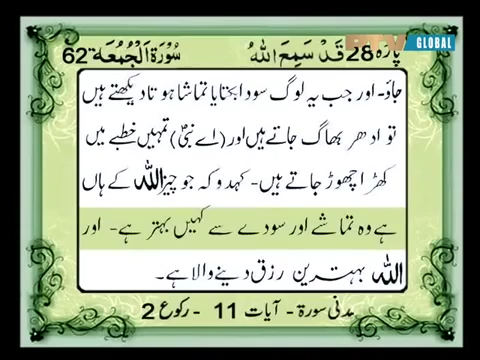 پارہ 28 قَدْ سَمِعَ اللّٰهُ سُوْرَةُ الْجُمُعَة 62
GLOBAL
جاؤ۔ اور جب یہ لوگ سودا بکتا یا تماشا ہوتا دیکھتے ہیں
تو ادھر بھاگ جاتے ہیں اور (اے نبیؐ) تمہیں خطبے میں
کھڑا چھوڑ جاتے ہیں۔ کہدو کہ جو چیز اللہ کے ہاں
ہے وہ تماشے اور سودے سے کہیں بہتر ہے۔ اور
اللہ بہترین رزق دینے والا ہے۔
مدنی سورۃ - آیات 11 - رکوع 2